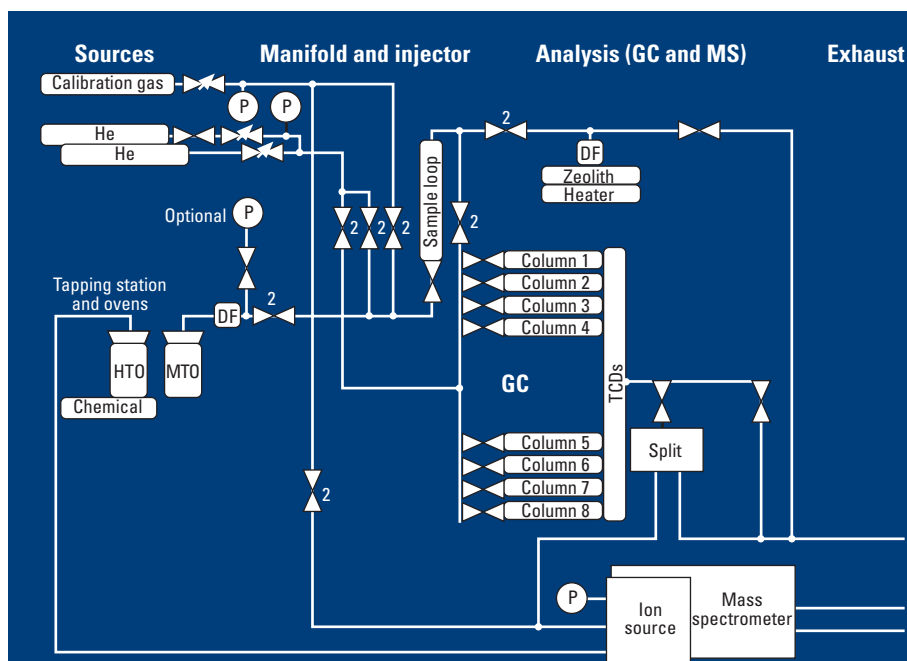 Sources
Manifold and injector
Analysis (GC and MS)
Exhaust
Calibration gas
P
P
He
He
2
DF
Zeolith
Heater
Sample loop
Optional
P
2
2
2
2
Tapping station
and ovens
DF
2
HTO
MTO
Chemical
Column 1
Column 2
Column 3
Column 4
GC
TCDs
Column 5
Column 6
Column 7
Column 8
Split
2
P
Ion
source
Mass
spectrometer